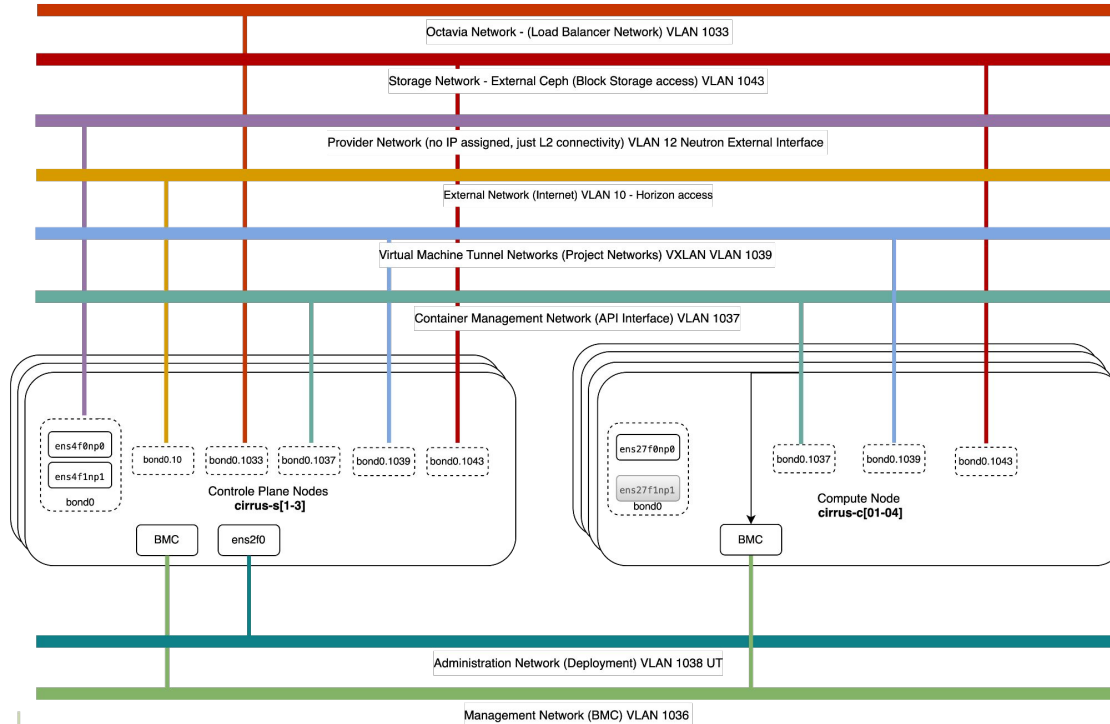 Octavia Network - (Load Balancer Network) VLAN 1033
Storage Network - External Ceph (Block Storage access) VLAN 1043
Provider Network (no IP assigned, just L2 connectivity) VLAN 12 Neutron External Interface
External Network (Internet) VLAN 10 - Horizon access
Virtual Machine Tunnel Networks (Project Networks) VXLAN VLAN 1039
Container Management Network (API Interface) VLAN 1037
ens4f0np0
ens4f1np1
bond0
bond0.10
bond0.1033
bond0.1037
bond0.1039
bond0.1043
Controle Plane Nodes
cirrus-s[1-3]
BMC
ens2f0
ens27f0np0
ens27f1np1
bond0
bond0.1037
bond0.1039
bond0.1043
Compute Node
cirrus-c[01-04]
BMC
Administration Network (Deployment) VLAN 1038 UT
Management Network (BMC) VLAN 1036